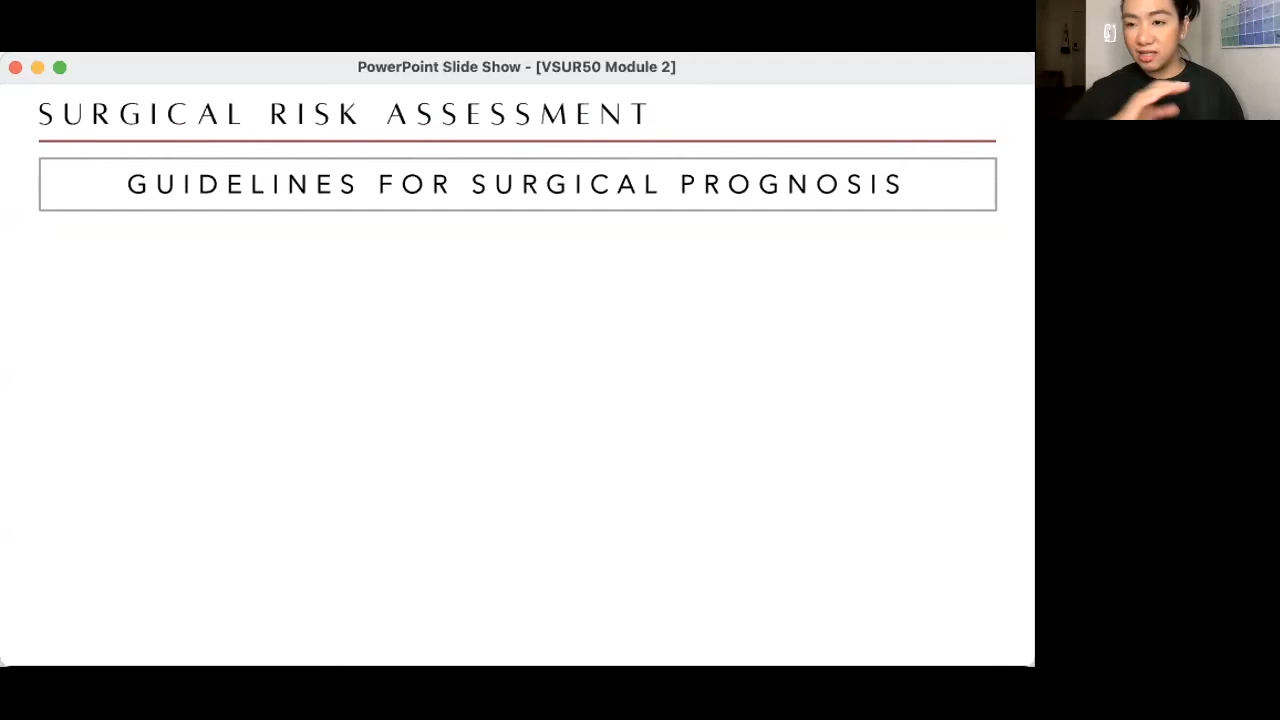 PowerPoint Slide Show - [VSUR50 Module 2]
SURGICAL RISK ASSESSMENT
GUIDELINES FOR SURGICAL PROGNOSIS